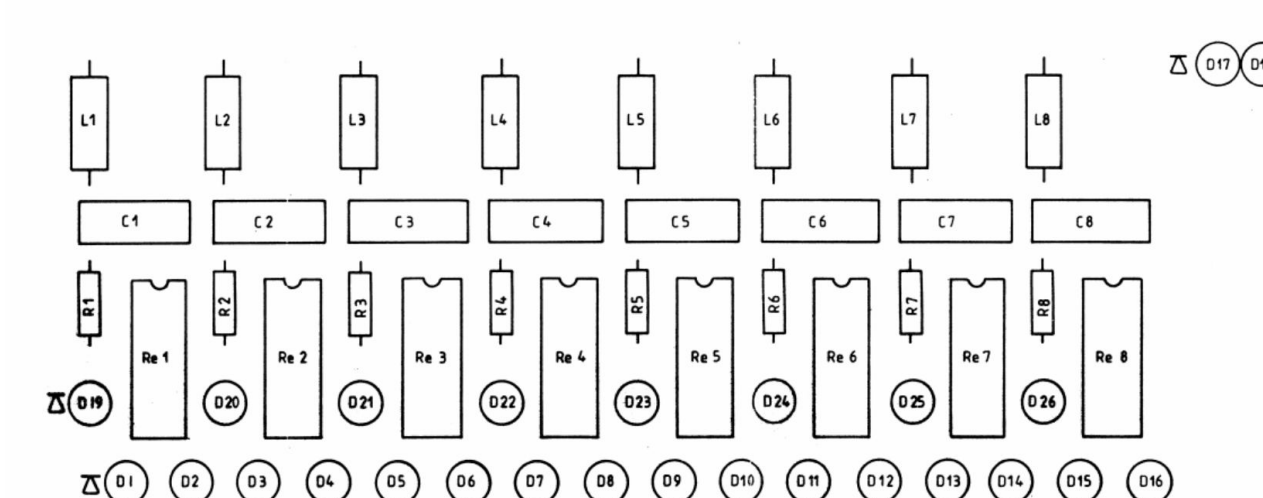 D17
L1 L2 L3 L4 L5 L6 L7 L8
C1 C2 C3 C4 C5 C6 C7 C8
R1 R2 R3 R4 R5 R6 R7 R8
Re 1 Re 2 Re 3 Re 4 Re 5 Re 6 Re 7 Re 8
D19 D20 D21 D22 D23 D24 D25 D26
D1 D2 D3 D4 D5 D6 D7 D8 D9 D10 D11 D12 D13 D14 D15 D16